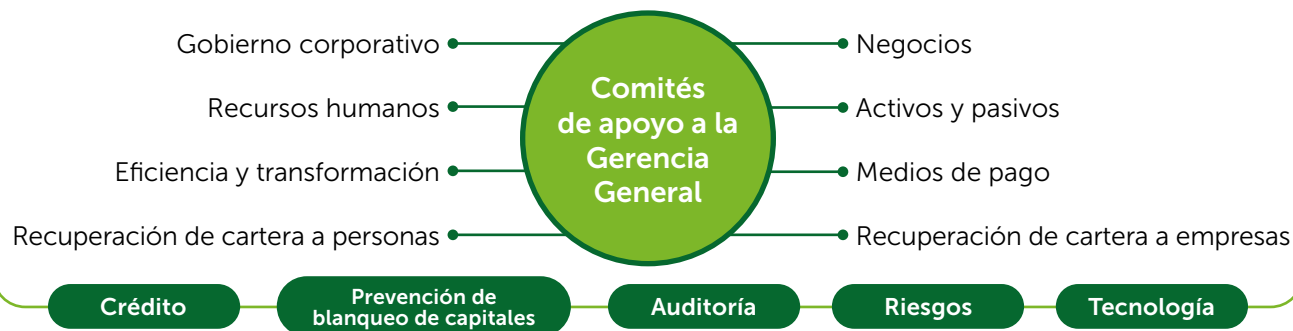 Gobierno corporativo
Recursos humanos
Eficiencia y transformación
Recuperación de cartera a personas
Comités
de apoyo a la
Gerencia
General
Negocios
Activos y pasivos
Medios de pago
Recuperación de cartera a empresas
Crédito
Prevención de
blanqueo de capitales
Auditoría
Riesgos
Tecnología